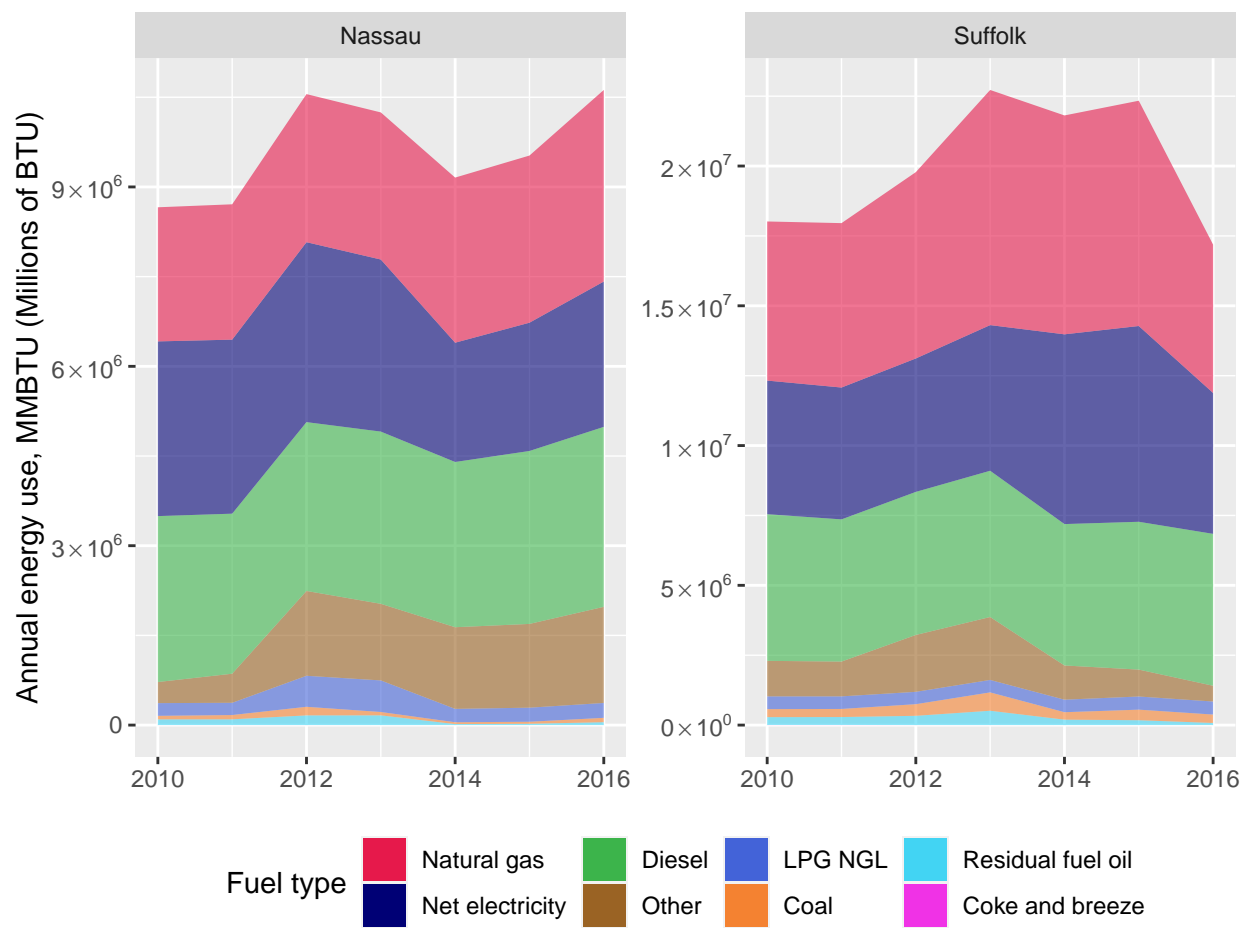 Nassau
Suffolk
Annual energy use, MMBTU (Millions of BTU)
9×10⁶
6×10⁶
3×10⁶
0
2×10⁷
1.5×10⁷
1×10⁷
5×10⁶
0×10⁰
2010 2012 2014 2016
2010 2012 2014 2016
Fuel type
Natural gas Diesel LPG NGL Residual fuel oil
Net electricity Other Coal Coke and breeze